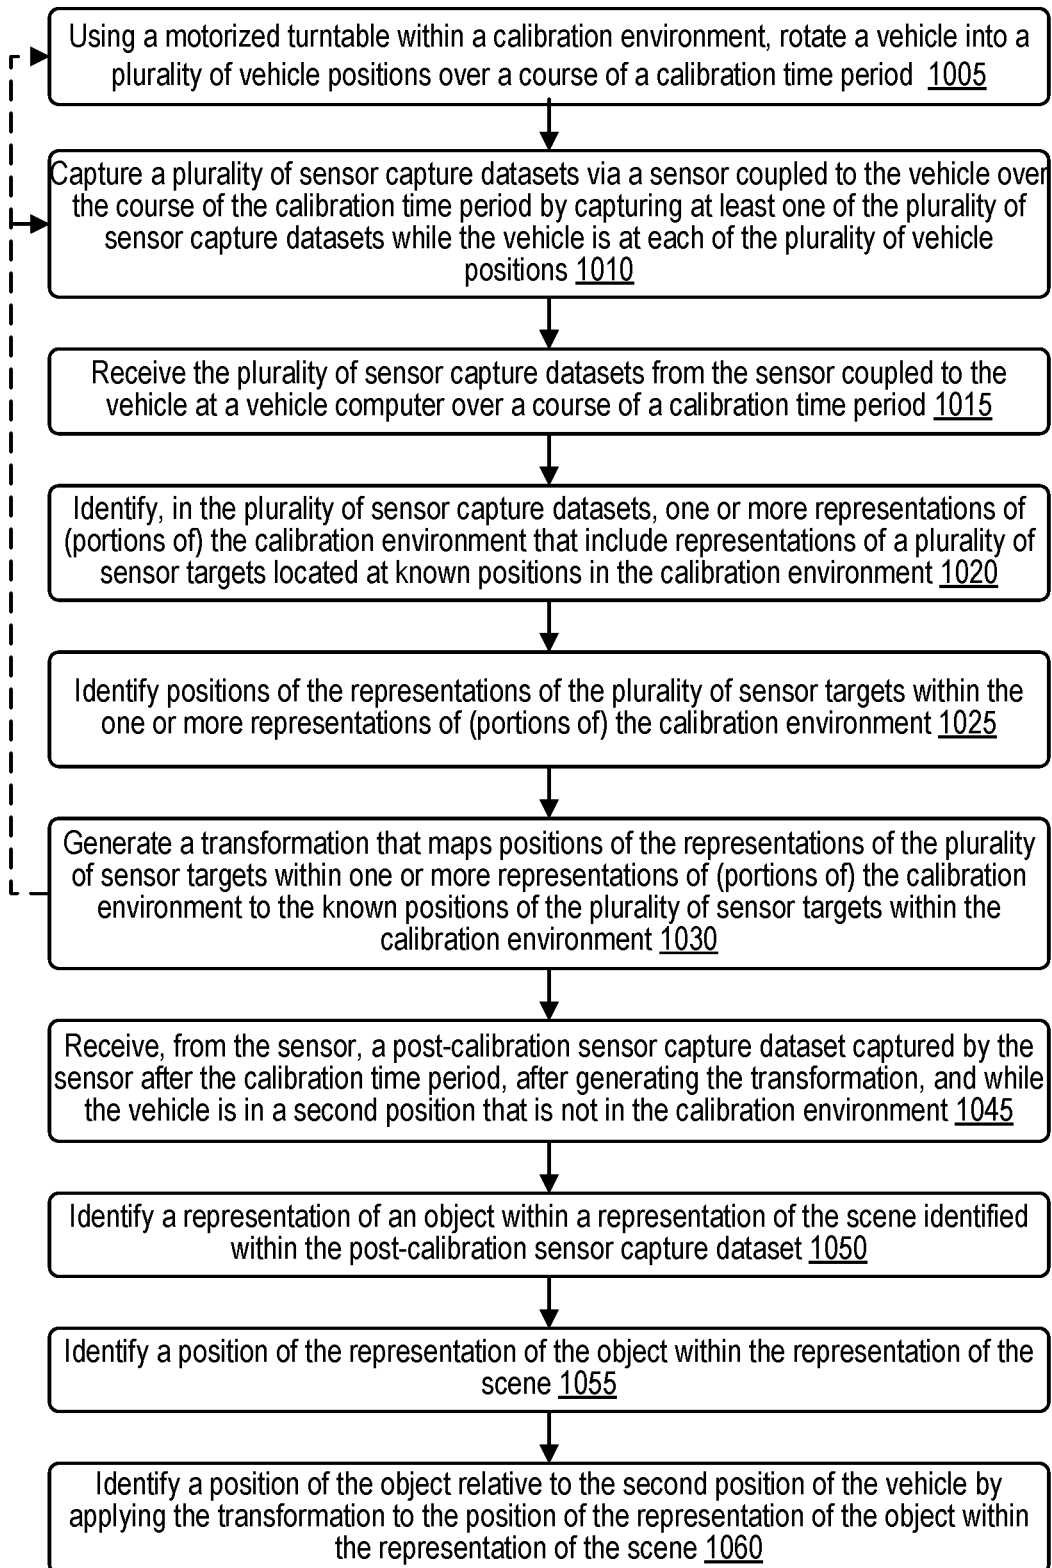 Using a motorized turntable within a calibration environment, rotate a vehicle into a
plurality of vehicle positions over a course of a calibration time period 1005
Capture a plurality of sensor capture datasets via a sensor coupled to the vehicle over
the course of the calibration time period by capturing at least one of the plurality of
sensor capture datasets while the vehicle is at each of the plurality of vehicle
positions 1010
Receive the plurality of sensor capture datasets from the sensor coupled to the
vehicle at a vehicle computer over a course of a calibration time period 1015
Identify, in the plurality of sensor capture datasets, one or more representations of
(portions of) the calibration environment that include representations of a plurality of
sensor targets located at known positions in the calibration environment 1020
Identify positions of the representations of the plurality of sensor targets within the
one or more representations of (portions of) the calibration environment 1025
Generate a transformation that maps positions of the representations of the plurality
of sensor targets within one or more representations of (portions of) the calibration
environment to the known positions of the plurality of sensor targets within the
calibration environment 1030
Receive, from the sensor, a post-calibration sensor capture dataset captured by the
sensor after the calibration time period, after generating the transformation, and while
the vehicle is in a second position that is not in the calibration environment 1045
Identify a representation of an object within a representation of the scene identified
within the post-calibration sensor capture dataset 1050
Identify a position of the representation of the object within the representation of the
scene 1055
Identify a position of the object relative to the second position of the vehicle by
applying the transformation to the position of the representation of the object within
the representation of the scene 1060